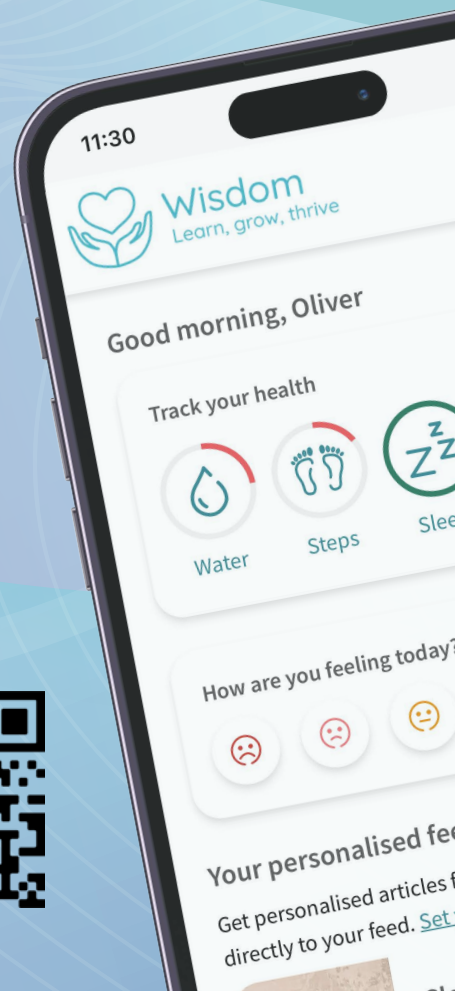 11:30
Wisdom
Learn, grow, thrive
Good morning, Oliver
Track your health
Water
Steps
How are you feeling today?
Your personalised
Get personalised articles
directly to your feed. Set